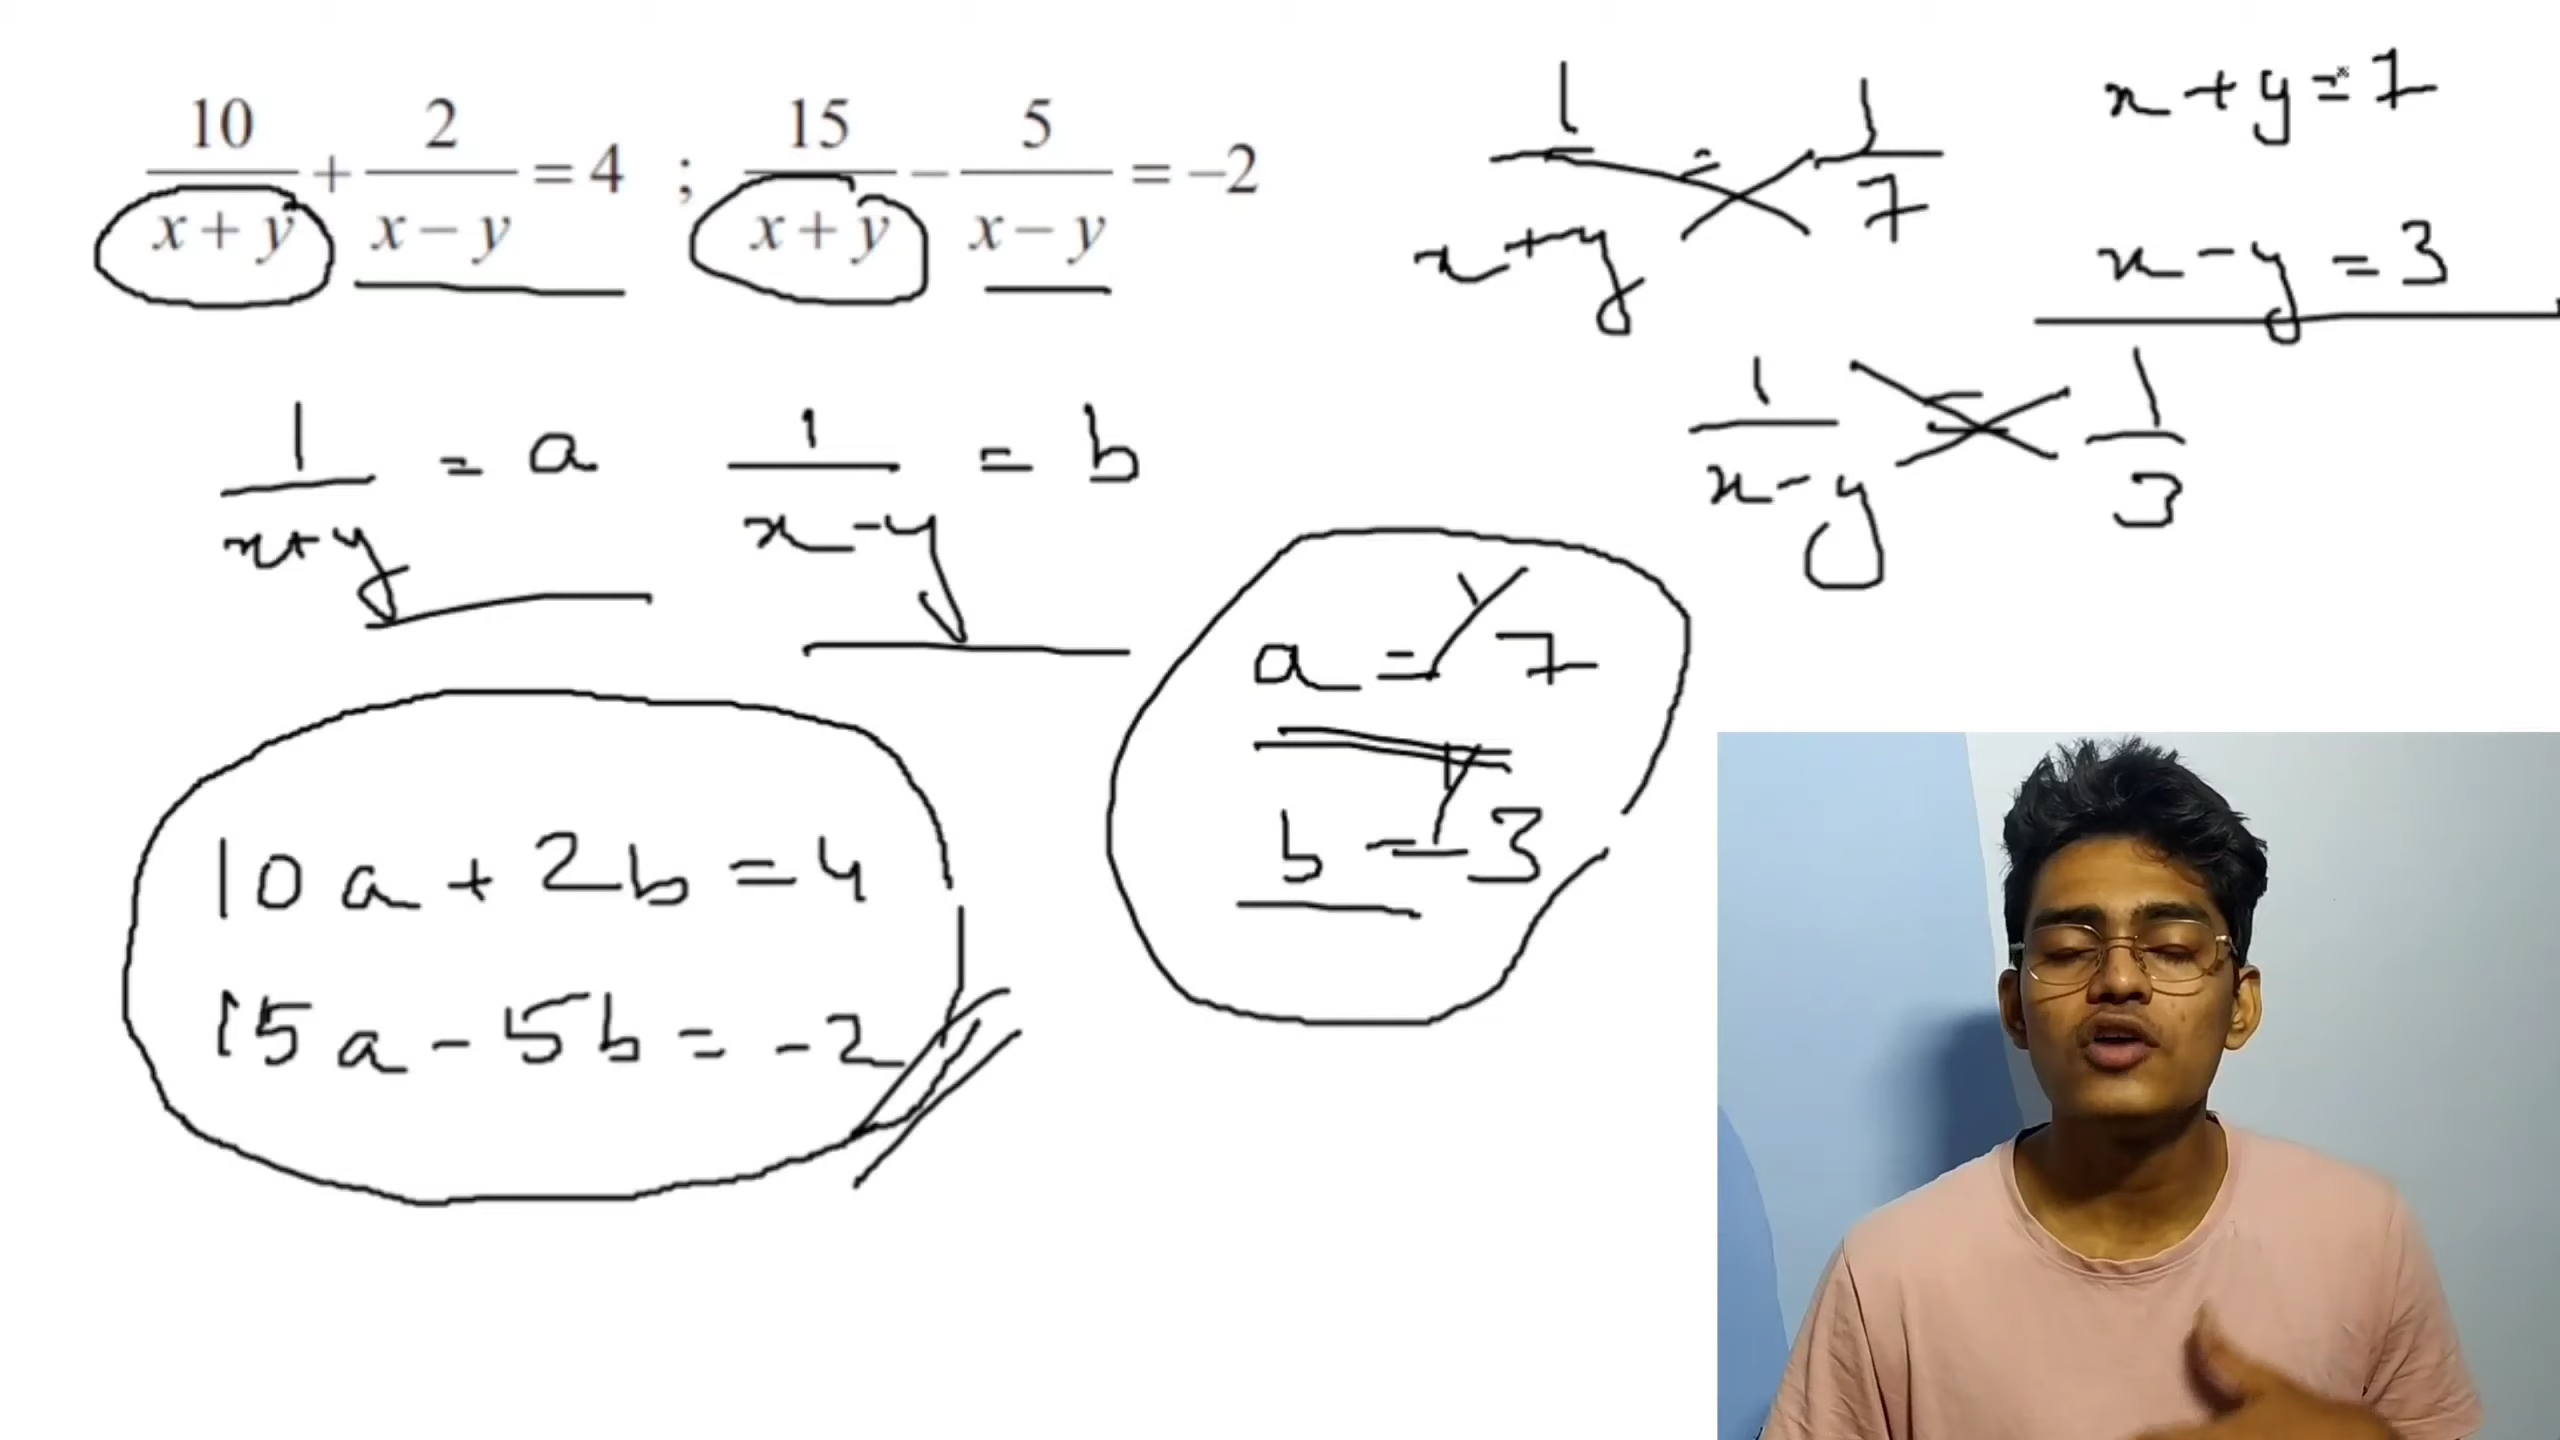 10/(x+y) + 2/(x−y) = 4 ; 15/(x+y) − 5/(x−y) = −2
1/(x+y) = a 1/(x−y) = b
10a + 2b = 4
15a − 5b = −2
a = 1/7
b = 1/3
1/(x+y) = 1/7
x + y = 7
x − y = 3
1/(x−y) = 1/3